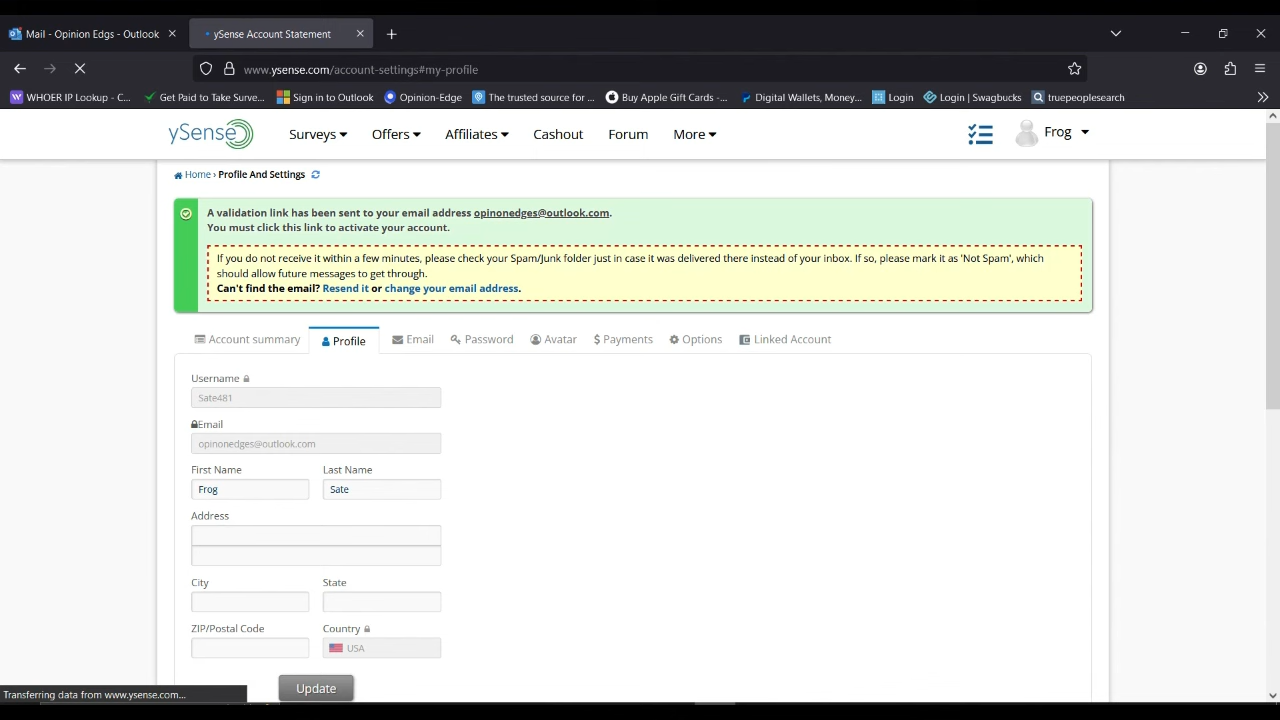 Mail - Opinion Edgs - Outlook
ySense Account Statement
www.ysense.com/account-settings#my-profile
WHOER IP Lookup - C...
Get Paid to Take Surve...
Sign in to Outlook
Opinion-Edge
The trusted source for ...
Buy Apple Gift Cards -...
Digital Wallets, Money...
Login
Login | Swagbucks
truepeoplesearch
ySense
Surveys
Offers
Affiliates
Cashout
Forum
More
Frog
Home › Profile And Settings
A validation link has been sent to your email address opinonedges@outlook.com.
You must click this link to activate your account.
If you do not receive it within a few minutes, please check your Spam/Junk folder just in case it was delivered there instead of your inbox. If so, please mark it as 'Not Spam', which
should allow future messages to get through.
Can't find the email? Resend it or change your email address.
Account summary
Profile
Email
Password
Avatar
$ Payments
Options
Linked Account
Username
Sate481
Email
opinonedges@outlook.com
First Name
Last Name
Frog
Sate
Address
City
State
ZIP/Postal Code
Country
USA
Update
Transferring data from www.ysense.com...